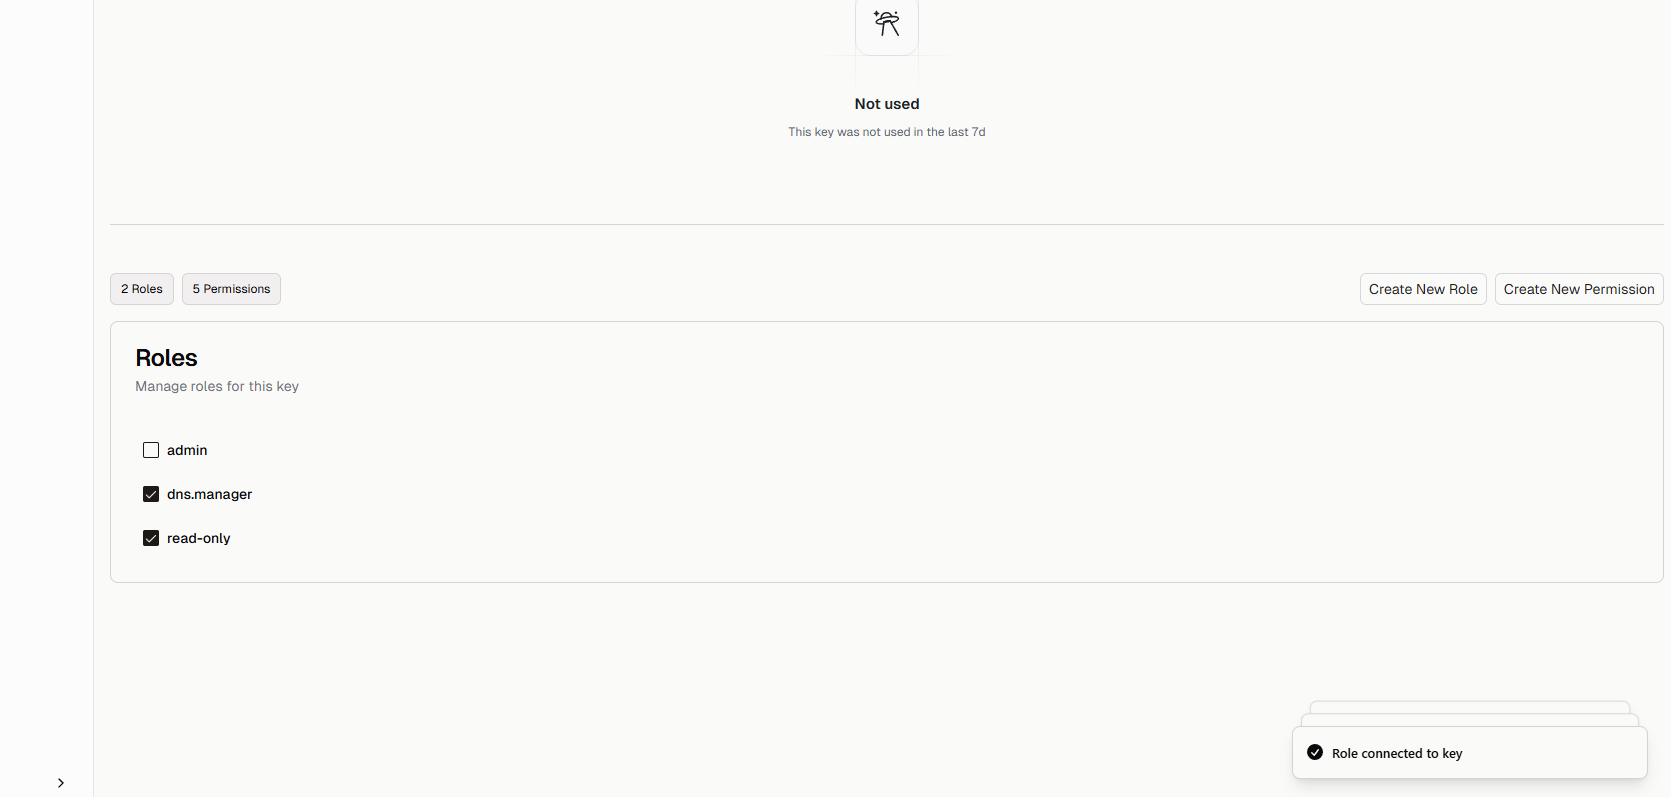 Not used
This key was not used in the last 7d
2 Roles
5 Permissions
Create New Role
Create New Permission
Roles
Manage roles for this key
admin
dns.manager
read-only
Role connected to key